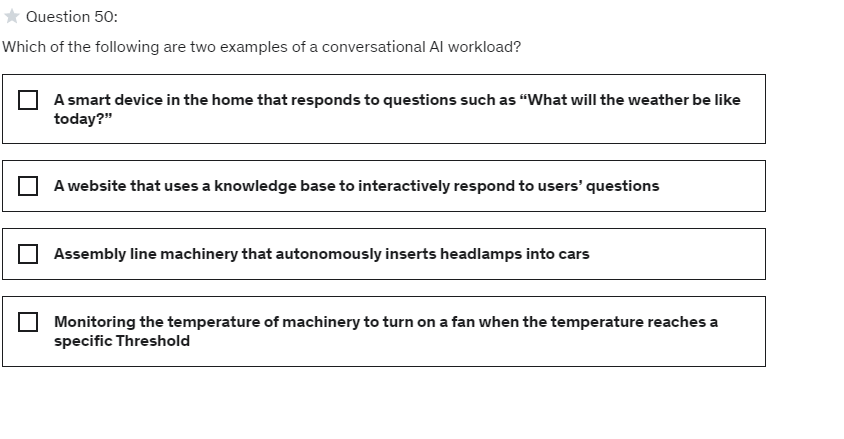 Question 50:
Which of the following are two examples of a conversational AI workload?
A smart device in the home that responds to questions such as “What will the weather be like
today?”
A website that uses a knowledge base to interactively respond to users’ questions
Assembly line machinery that autonomously inserts headlamps into cars
Monitoring the temperature of machinery to turn on a fan when the temperature reaches a
specific Threshold